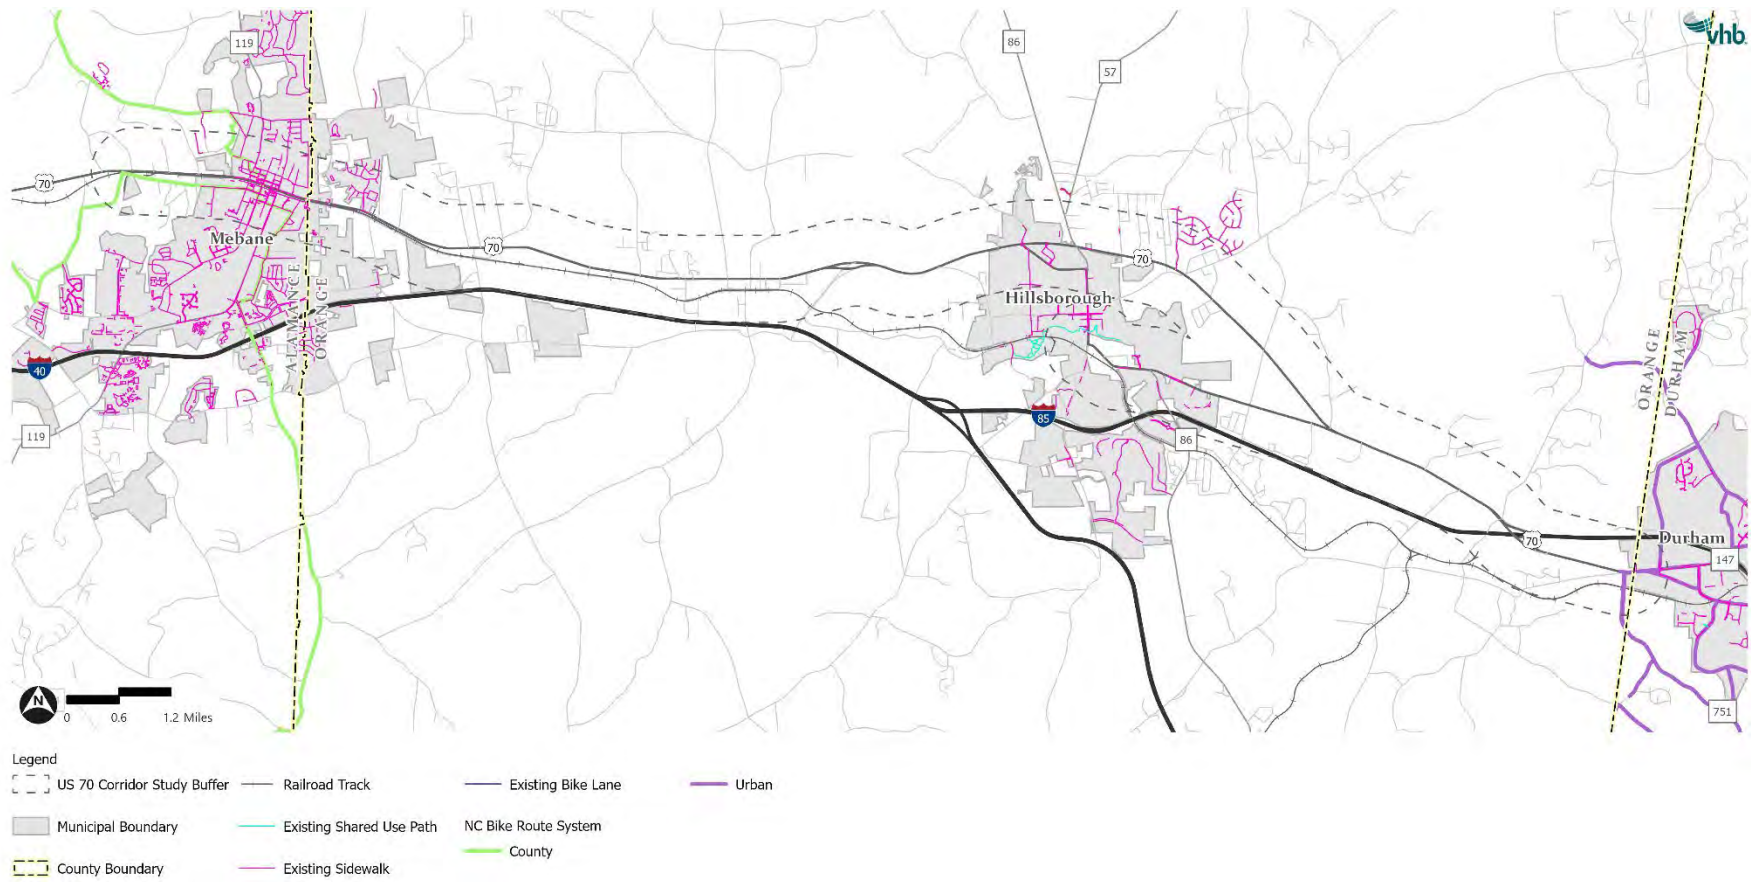 119
86
57
vhb
70
Mebane
70
70
Hillsborough
ALAMANCE
ORANGE
ORANGE
DURHAM
40
85
119
86
70
Durham
147
751
N
0 0.6 1.2 Miles
Legend
US 70 Corridor Study Buffer
Railroad Track
Existing Bike Lane
Urban
Municipal Boundary
Existing Shared Use Path
NC Bike Route System
County
County Boundary
Existing Sidewalk